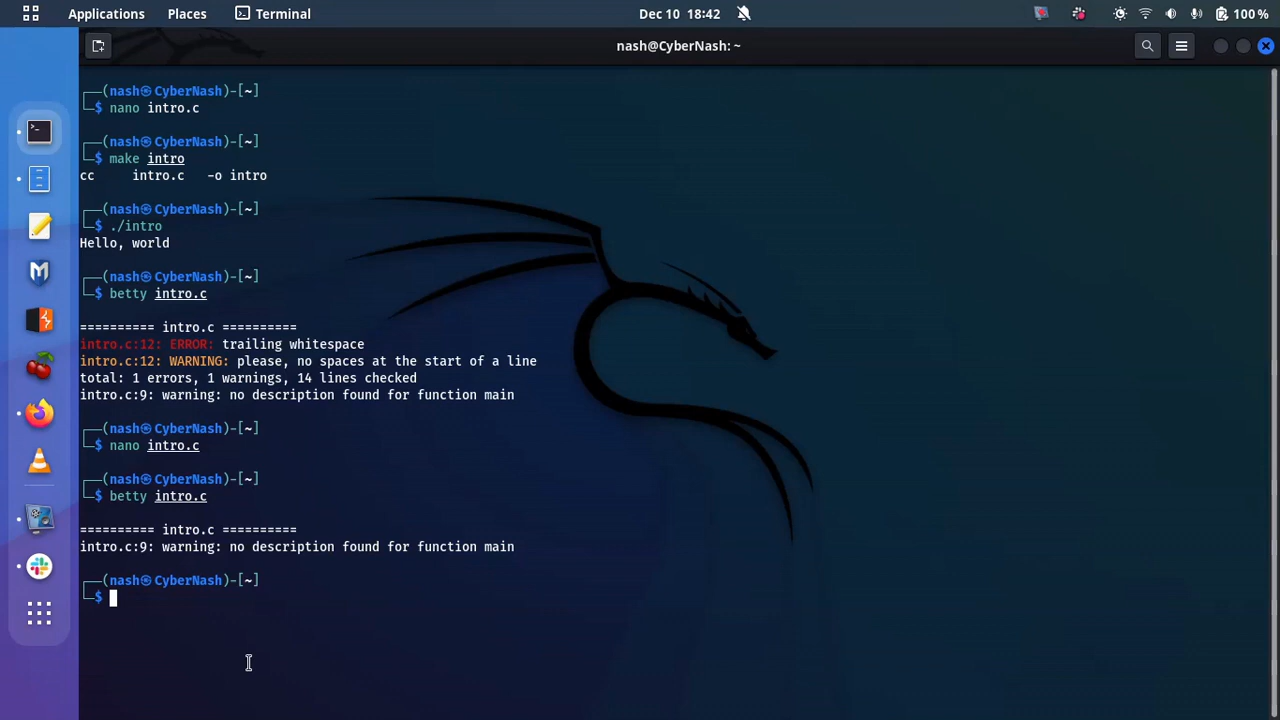 Applications Places Terminal Dec 10 18:42 100 %
nash@CyberNash: ~
┌──(nash㉿CyberNash)-[~]
└─$ nano intro.c
┌──(nash㉿CyberNash)-[~]
└─$ make intro
cc     intro.c   -o intro
┌──(nash㉿CyberNash)-[~]
└─$ ./intro
Hello, world
┌──(nash㉿CyberNash)-[~]
└─$ betty intro.c
========== intro.c ==========
intro.c:12: ERROR: trailing whitespace
intro.c:12: WARNING: please, no spaces at the start of a line
total: 1 errors, 1 warnings, 14 lines checked
intro.c:9: warning: no description found for function main
┌──(nash㉿CyberNash)-[~]
└─$ nano intro.c
┌──(nash㉿CyberNash)-[~]
└─$ betty intro.c
========== intro.c ==========
intro.c:9: warning: no description found for function main
┌──(nash㉿CyberNash)-[~]
└─$